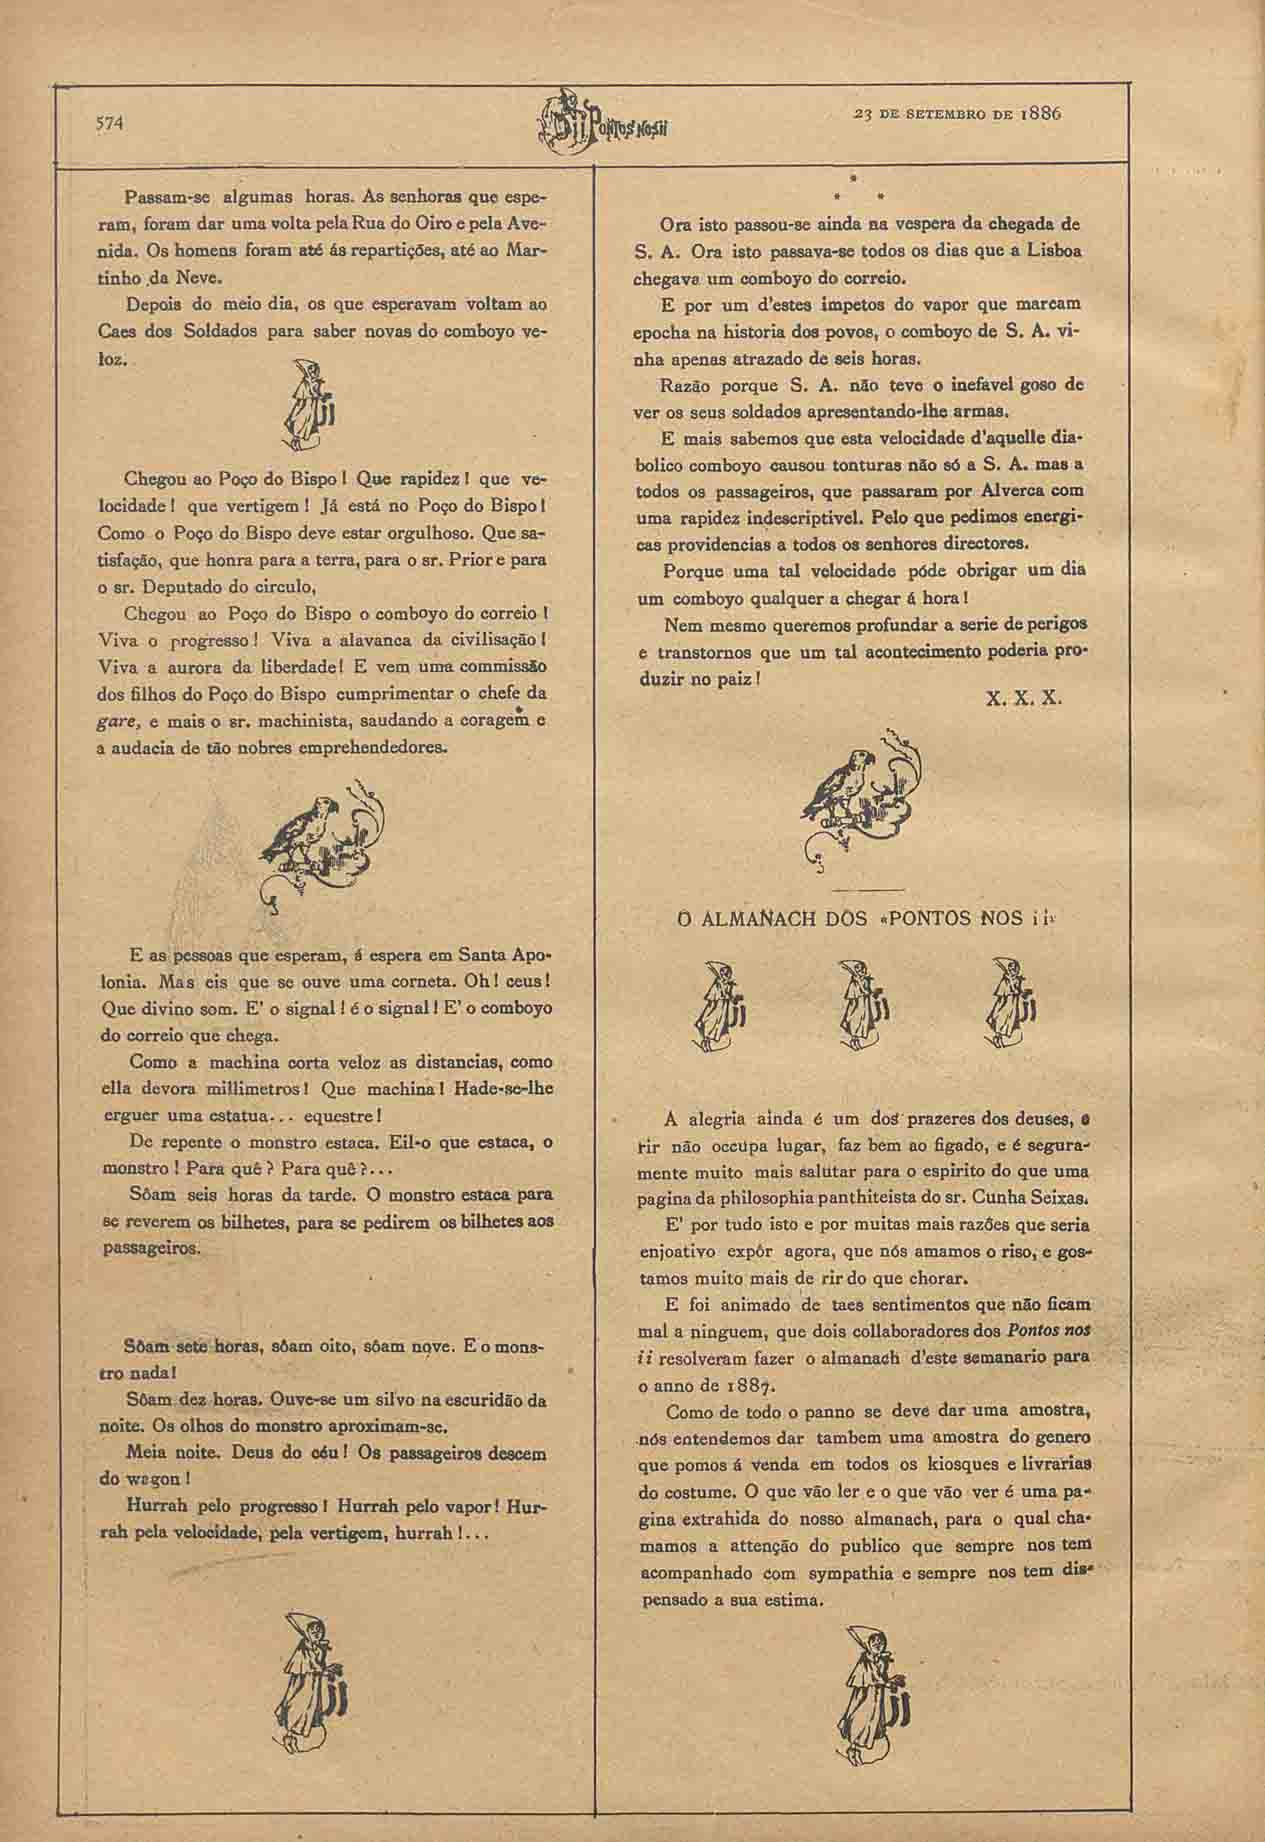 574
Pontos nos ii
23 DE SETEMBRO DE 1886
Passam-se algumas horas. As senhoras que espe-
ram, foram dar uma volta pela Rua do Oiro e pela Ave-
nida. Os homens foram até ás repartições, até ao Mar-
tinho da Neve.
Depois do meio dia, os que esperavam voltam ao
Caes dos Soldados para saber novas do comboyo ve-
loz.
Chegou ao Poço do Bispo! Que rapidez! que ve-
locidade! que vertigem! Já está no Poço do Bispo!
Como o Poço do Bispo deve estar orgulhoso. Que sa-
tisfação, que honra para a terra, para o sr. Prior e para
o sr. Deputado do circulo,
Chegou ao Poço do Bispo o comboyo do correio!
Viva o progresso! Viva a alavanca da civilisação!
Viva a aurora da liberdade! E vem uma commissão
dos filhos do Poço do Bispo cumprimentar o chefe da
gare, e mais o sr. machinista, saudando a coragem e
a audacia de tão nobres emprehendedores.
E as pessoas que esperam, á espera em Santa Apo-
lonia. Mas eis que se ouve uma corneta. Oh! ceus!
Que divino som. E' o signal! é o signal! E' o comboyo
do correio que chega.
Como a machina corta veloz as distancias, como
ella devora millimetros! Que machina! Hade-se-lhe
erguer uma estatua... equestre!
De repente o monstro estaca. Eil-o que estaca, o
monstro! Para quê? Para quê?...
Sôam seis horas da tarde. O monstro estaca para
se reverem os bilhetes, para se pedirem os bilhetes aos
passageiros.
Sôam sete horas, sôam oito, sôam nove. E o mons-
tro nada!
Sôam dez horas. Ouve-se um silvo na escuridão da
noite. Os olhos do monstro aproximam-se.
Meia noite. Deus do céu! Os passageiros descem
do wagon!
Hurrah pelo progresso! Hurrah pelo vapor! Hur-
rah pela velocidade, pela vertigem, hurrah!...
*
* *
Ora isto passou-se ainda na vespera da chegada de
S. A. Ora isto passava-se todos os dias que a Lisboa
chegava um comboyo do correio.
E por um d'estes impetos do vapor que marcam
epocha na historia dos povos, o comboyo de S. A. vi-
nha apenas atrazado de seis horas.
Razão porque S. A. não teve o inefavel goso de
ver os seus soldados apresentando-lhe armas.
E mais sabemos que esta velocidade d'aquelle dia-
bolico comboyo causou tonturas não só a S. A. mas a
todos os passageiros, que passaram por Alverca com
uma rapidez indescriptivel. Pelo que pedimos energi-
cas providencias a todos os senhores directores.
Porque uma tal velocidade póde obrigar um dia
um comboyo qualquer a chegar á hora!
Nem mesmo queremos profundar a serie de perigos
e transtornos que um tal acontecimento poderia pro-
duzir no paiz!
X. X. X.
O ALMANACH DOS «PONTOS NOS ii»
A alegria ainda é um dos prazeres dos deuses, o
rir não occupa lugar, faz bem ao figado, e é segura-
mente muito mais salutar para o espirito do que uma
pagina da philosophia panthiteista do sr. Cunha Seixas.
E' por tudo isto e por muitas mais razões que seria
enjoativo expôr agora, que nós amamos o riso, e gos-
tamos muito mais de rir do que chorar.
E foi animado de taes sentimentos que não ficam
mal a ninguem, que dois collaboradores dos Pontos nos
ii resolveram fazer o almanach d'este semanario para
o anno de 1887.
Como de todo o panno se deve dar uma amostra,
nós entendemos dar tambem uma amostra do genero
que pomos á venda em todos os kiosques e livrarias
do costume. O que vão ler e o que vão ver é uma pa-
gina extrahida do nosso almanach, para o qual cha-
mamos a attenção do publico que sempre nos tem
acompanhado com sympathia e sempre nos tem dis-
pensado a sua estima.